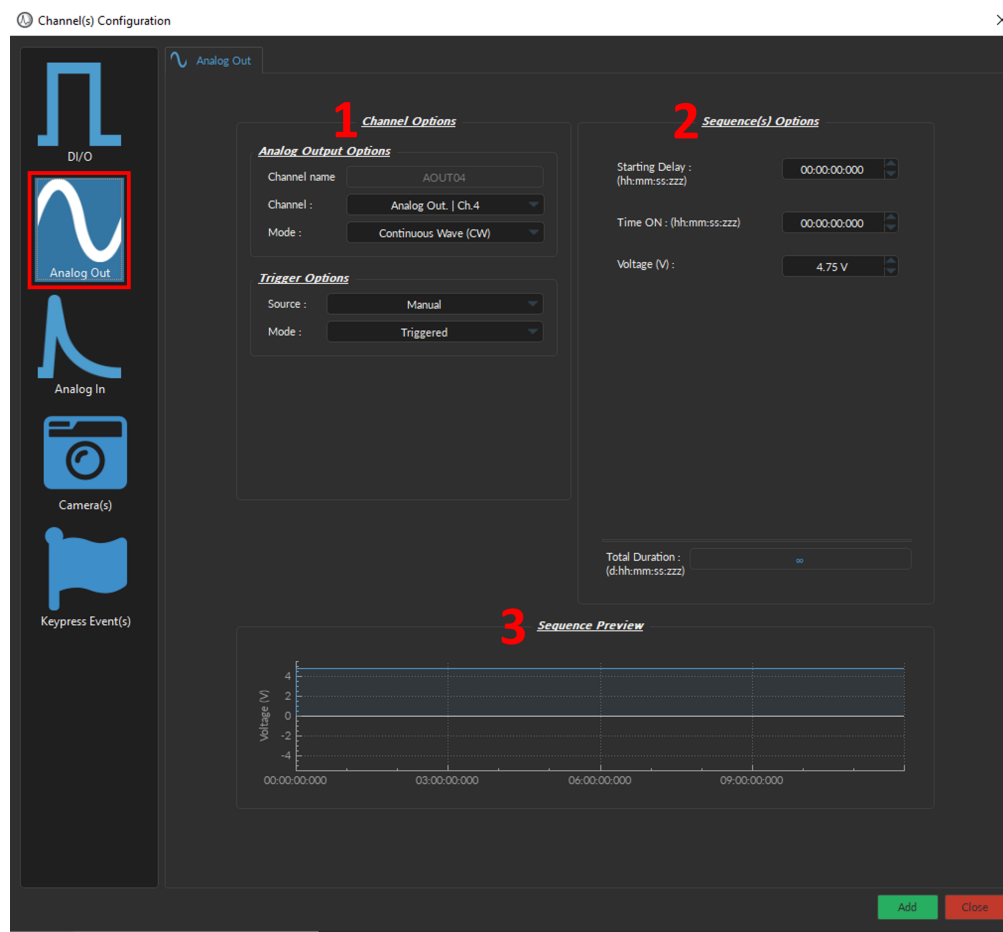 Channel(s) Configuration
Analog Out
DI/O
Analog Out
Analog In
Camera(s)
Keypress Event(s)
1 Channel Options
Analog Output Options
Channel name AOUT04
Channel : Analog Out. | Ch.4
Mode : Continuous Wave (CW)
Trigger Options
Source : Manual
Mode : Triggered
2 Sequence(s) Options
Starting Delay : 00:00:00:000
(hh:mm:ss:zzz)
Time ON : (hh:mm:ss:zzz) 00:00:00:000
Voltage (V) : 4.75 V
Total Duration : ∞
(d:hh:mm:ss:zzz)
3 Sequence Preview
Voltage (V)
4
2
0
-2
-4
00:00:00:000 03:00:00:000 06:00:00:000 09:00:00:000
Add Close